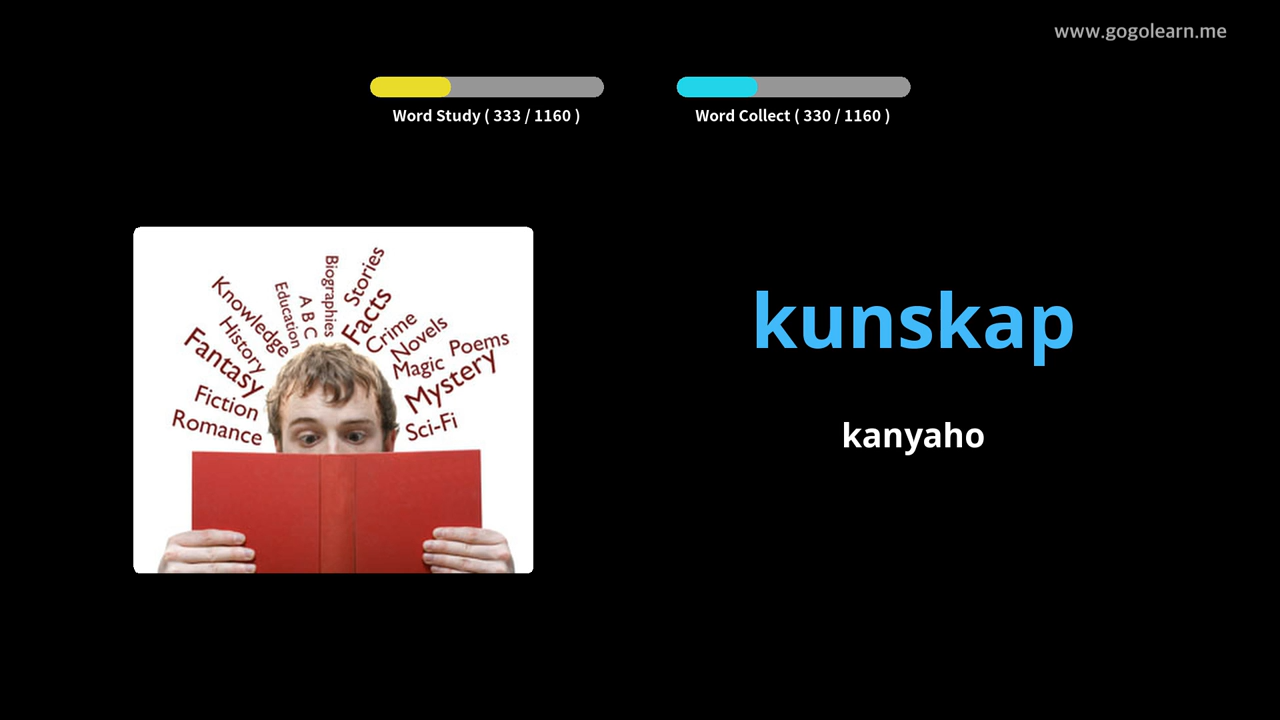 www.gogolearn.me
Word Study ( 333 / 1160 )
Word Collect ( 330 / 1160 )
kunskap
kanyaho
Knowledge
History
Fantasy
Fiction
Romance
Education
A B C
Biographies
Stories
Facts
Crime
Novels
Magic
Poems
Mystery
Sci-Fi